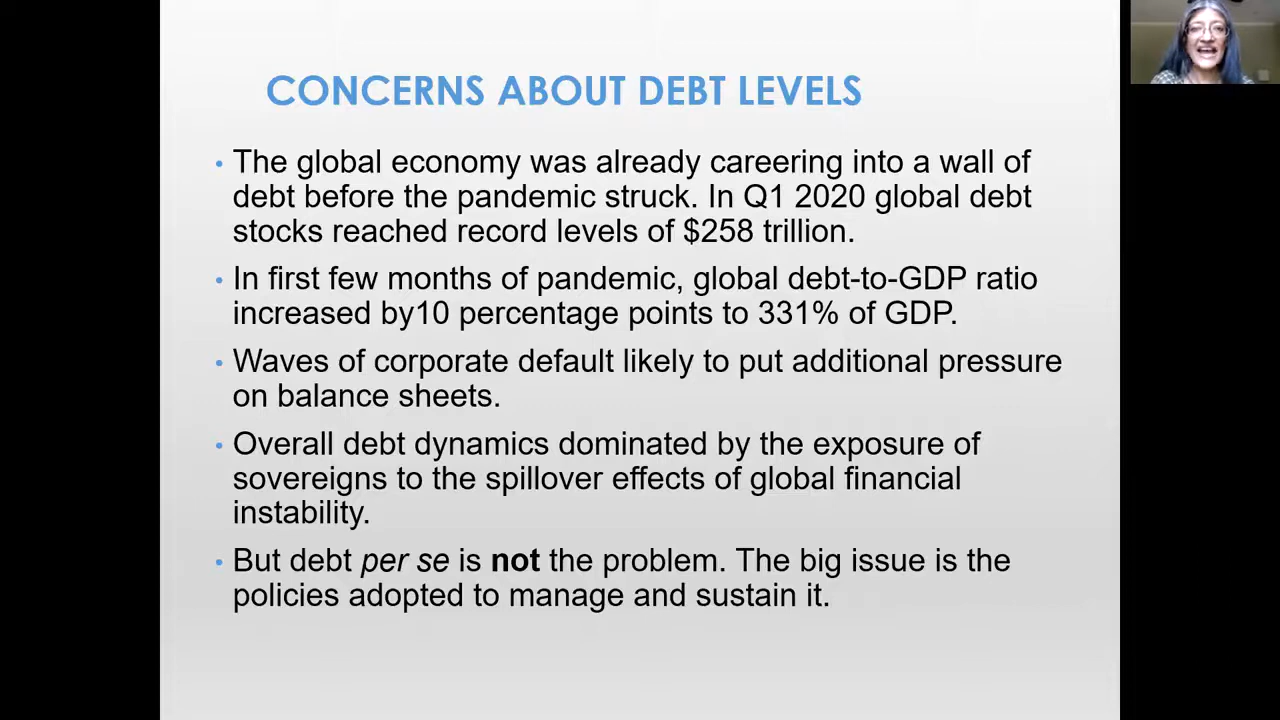 CONCERNS ABOUT DEBT LEVELS
• The global economy was already careering into a wall of
debt before the pandemic struck. In Q1 2020 global debt
stocks reached record levels of $258 trillion.
• In first few months of pandemic, global debt-to-GDP ratio
increased by10 percentage points to 331% of GDP.
• Waves of corporate default likely to put additional pressure
on balance sheets.
• Overall debt dynamics dominated by the exposure of
sovereigns to the spillover effects of global financial
instability.
• But debt per se is not the problem. The big issue is the
policies adopted to manage and sustain it.